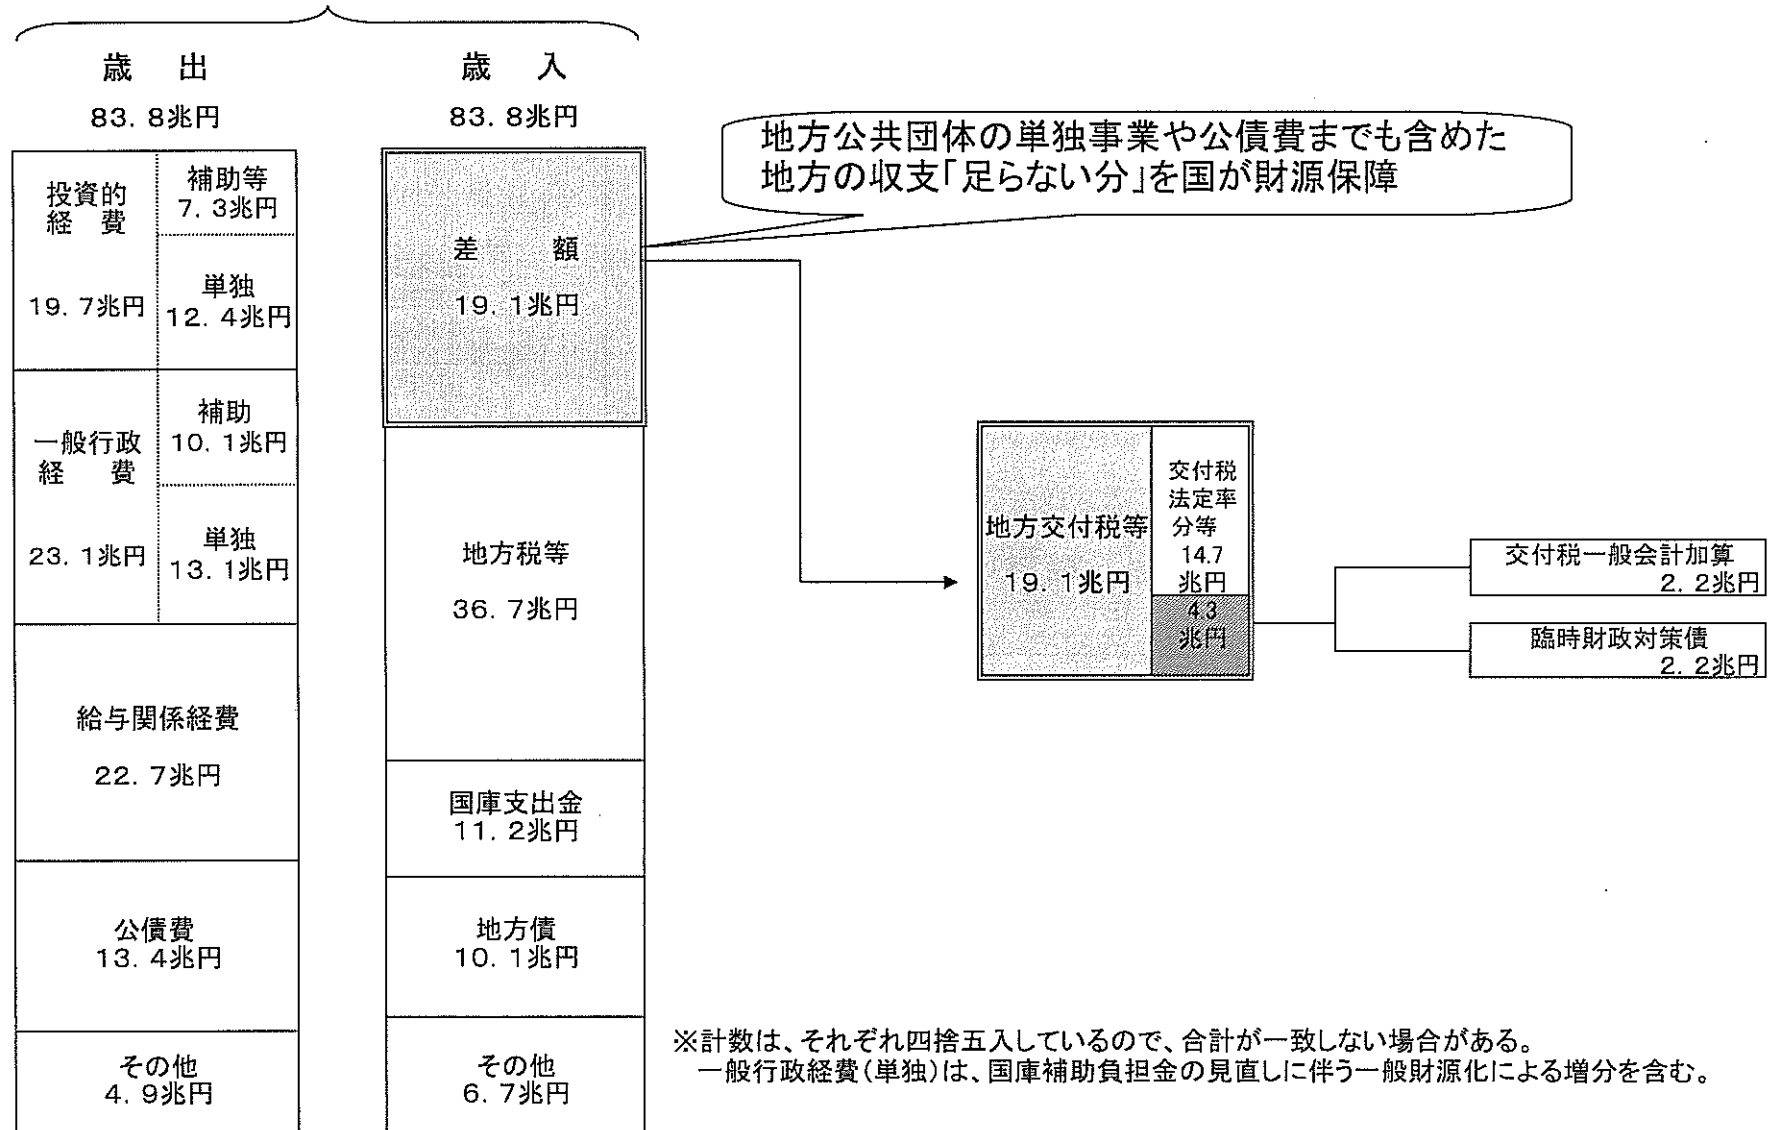 歳 出
83.8兆円
投資的
経 費
19.7兆円
補助等
7.3兆円
単独
12.4兆円
一般行政
経 費
23.1兆円
補助
10.1兆円
単独
13.1兆円
給与関係経費
22.7兆円
公債費
13.4兆円
その他
4.9兆円
歳 入
83.8兆円
差 額
19.1兆円
地方税等
36.7兆円
国庫支出金
11.2兆円
地方債
10.1兆円
その他
6.7兆円
地方公共団体の単独事業や公債費までも含めた
地方の収支「足らない分」を国が財源保障
地方交付税等
19.1兆円
交付税
法定率
分等
14.7
兆円
4.3
兆円
交付税一般会計加算
2.2兆円
臨時財政対策債
2.2兆円
※計数は、それぞれ四捨五入しているので、合計が一致しない場合がある。
一般行政経費(単独)は、国庫補助負担金の見直しに伴う一般財源化による増分を含む。